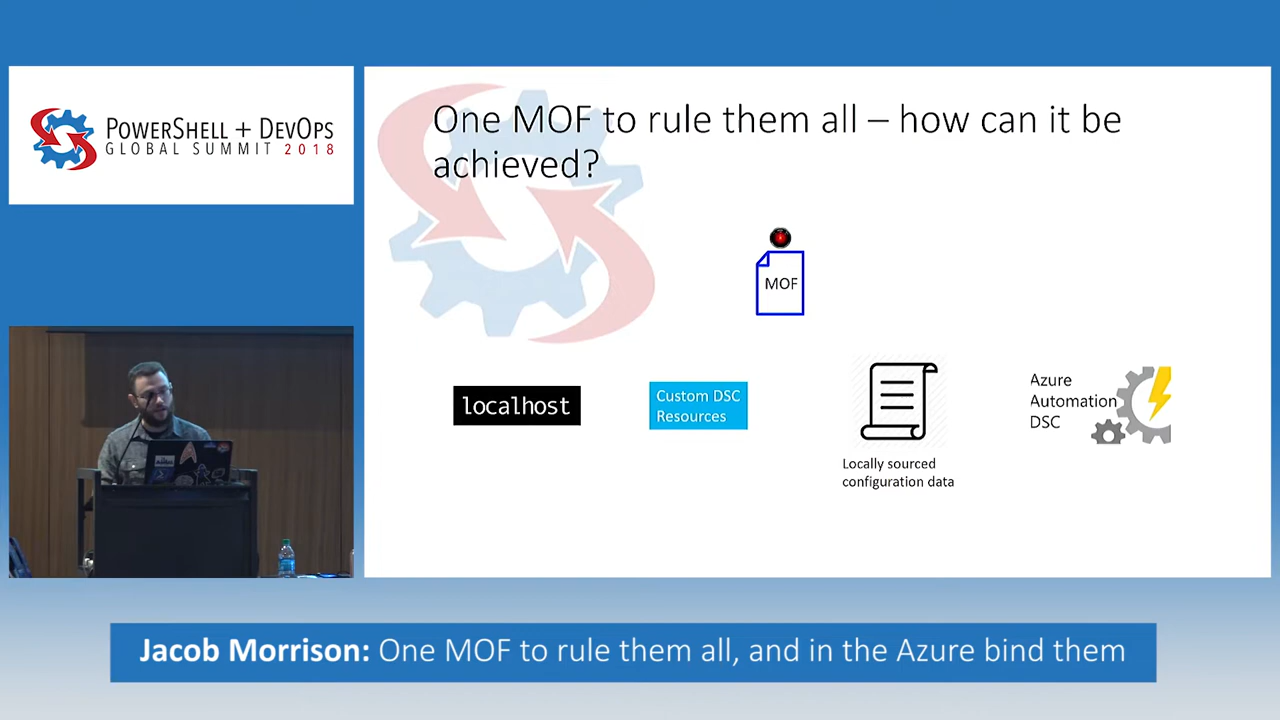 POWERSHELL + DEVOPS
GLOBAL SUMMIT 2018
One MOF to rule them all – how can it be
achieved?
MOF
localhost
Custom DSC
Resources
Locally sourced
configuration data
Azure
Automation
DSC
Jacob Morrison: One MOF to rule them all, and in the Azure bind them